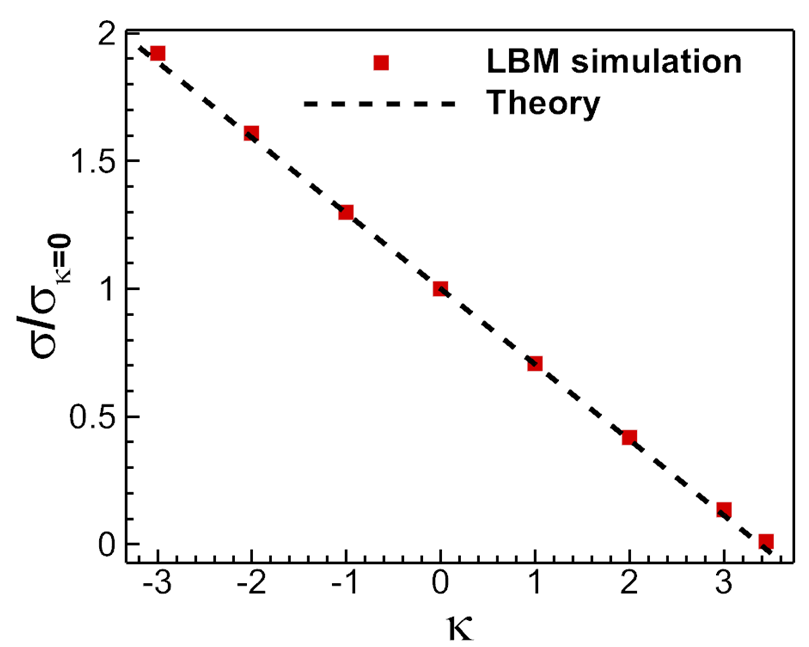 2
LBM simulation
Theory
1.5
1
σ/σκ=0
0.5
0
-3 -2 -1 0 1 2 3
κ